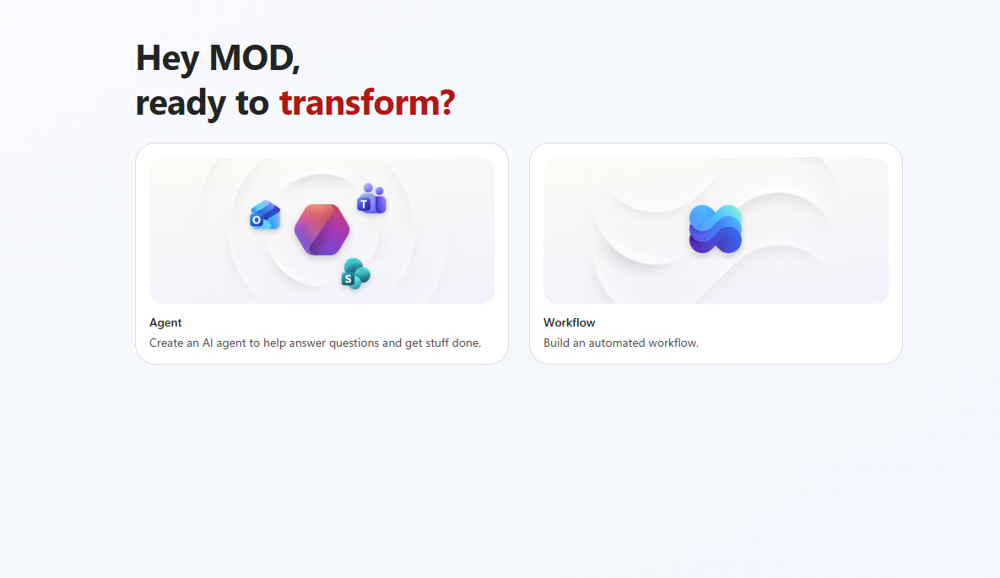 Hey MOD,
ready to transform?
O
T
S
Agent
Create an AI agent to help answer questions and get stuff done.
Workflow
Build an automated workflow.